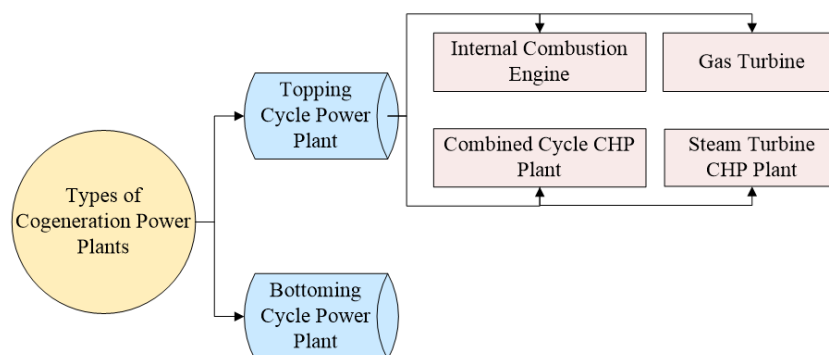 Types of
Cogeneration Power
Plants
Topping
Cycle Power
Plant
Bottoming
Cycle Power
Plant
Internal Combustion
Engine
Gas Turbine
Combined Cycle CHP
Plant
Steam Turbine
CHP Plant